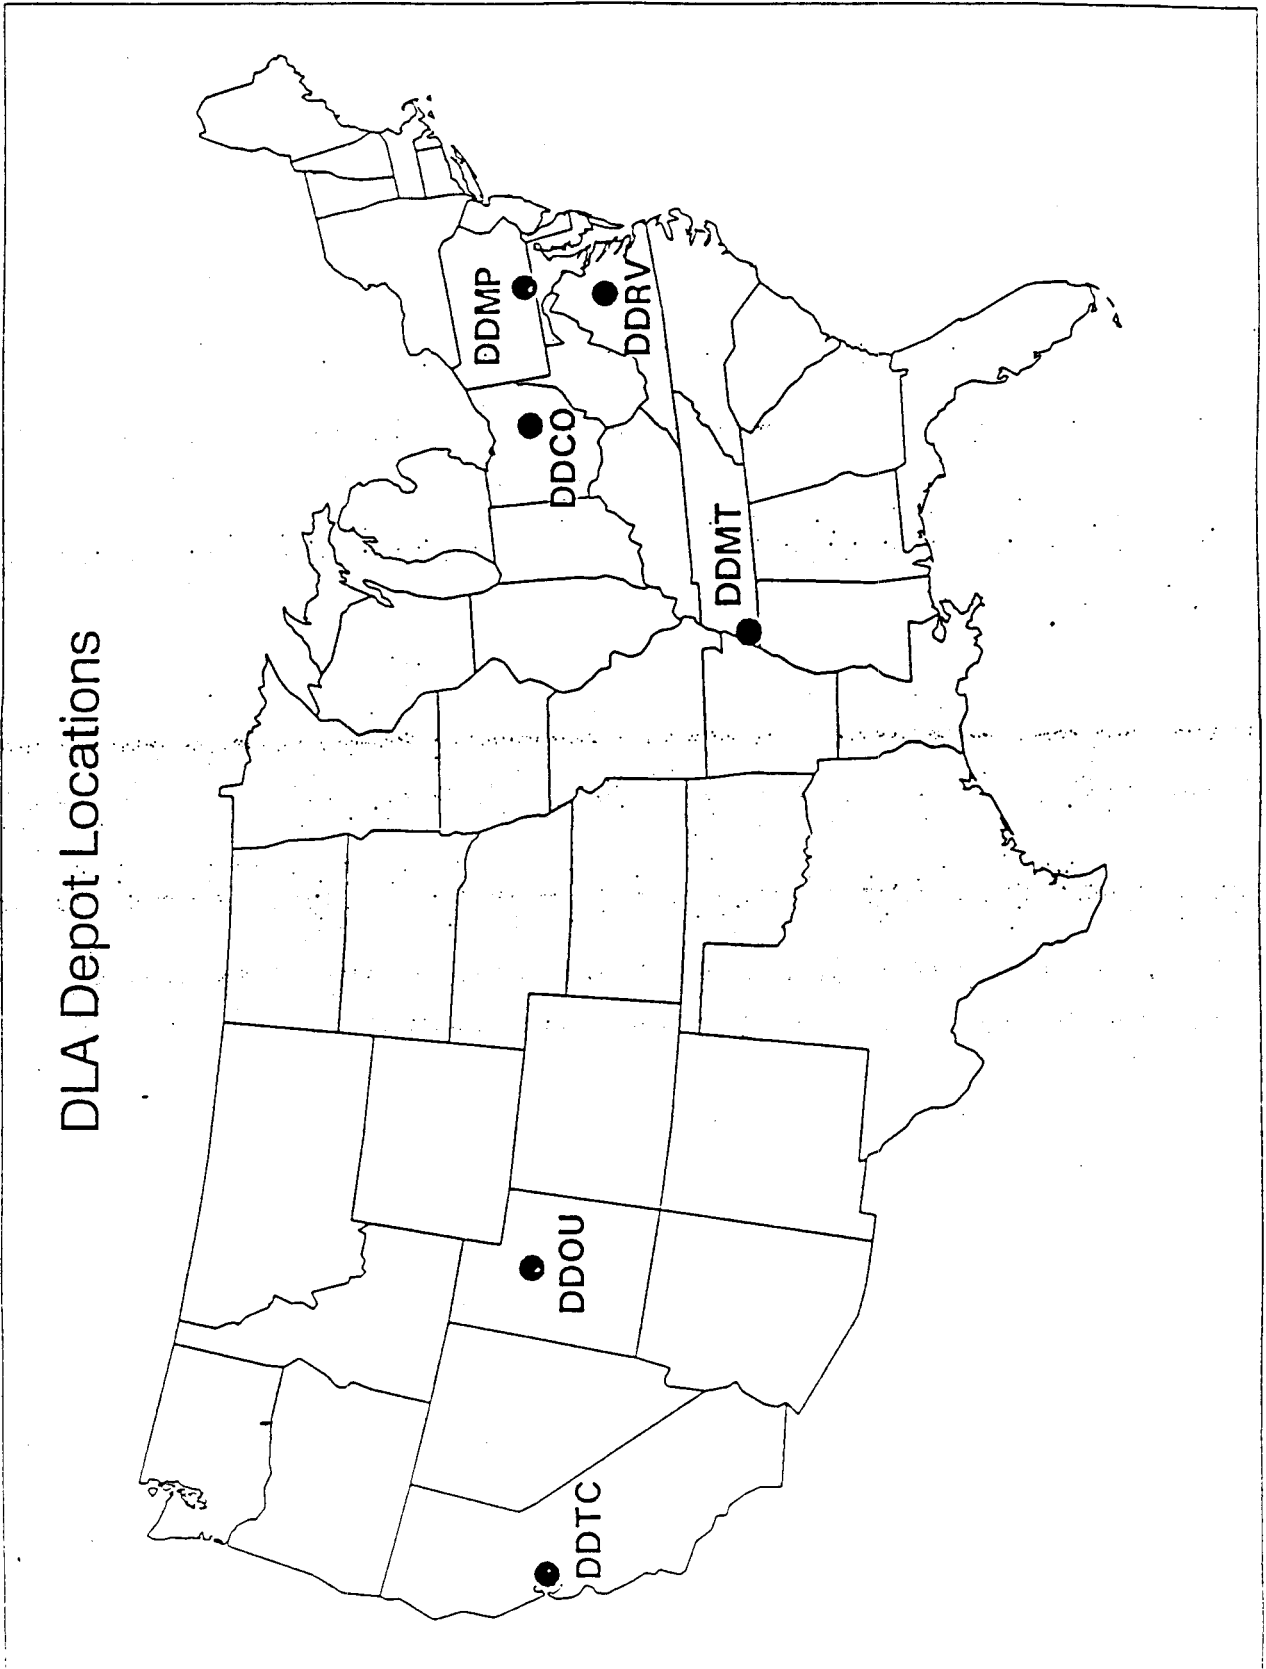 DLA Depot Locations
DDMP
DDRV
DDCO
DDMT
DDOU
DDTC